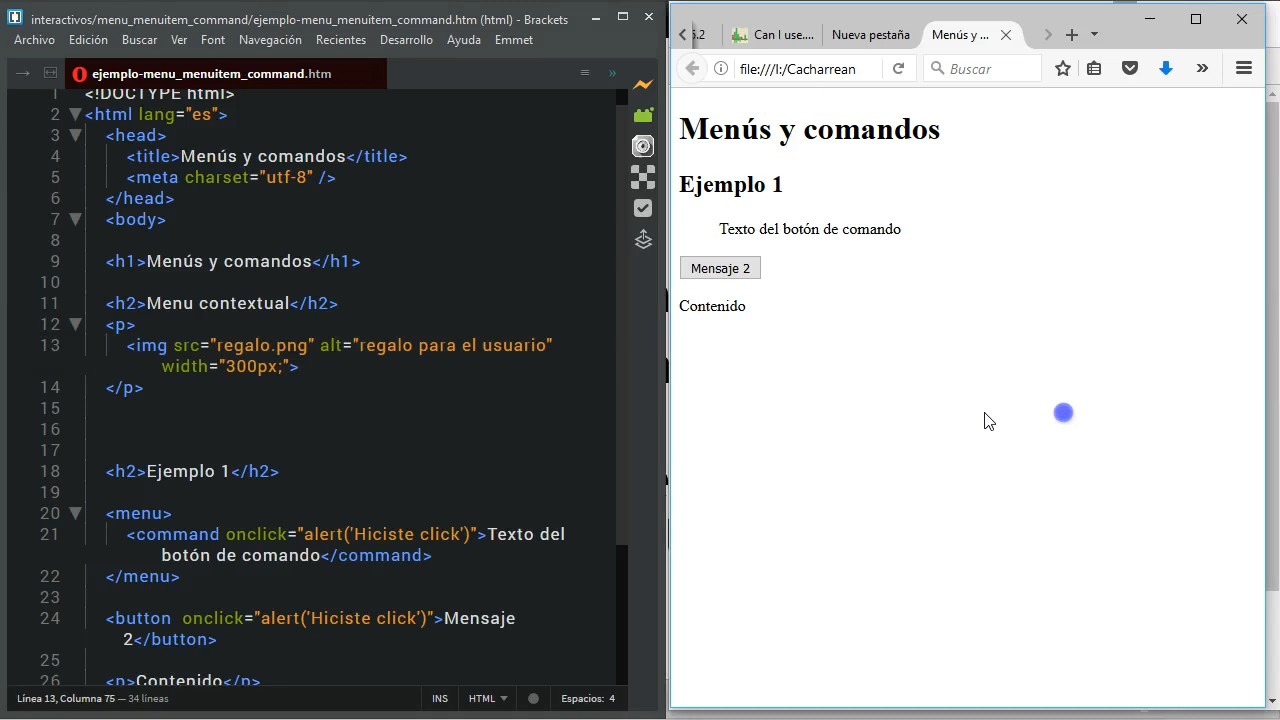 interactivos/menu_menuitem_command/ejemplo-menu_menuitem_command.htm (html) - Brackets
Archivo Edición Buscar Ver Font Navegación Recientes Desarrollo Ayuda Emmet
ejemplo-menu_menuitem_command.htm
1 <!DOCTYPE html>
2 <html lang="es">
3 <head>
4 <title>Menús y comandos</title>
5 <meta charset="utf-8" />
6 </head>
7 <body>
8
9 <h1>Menús y comandos</h1>
10
11 <h2>Menu contextual</h2>
12 <p>
13 <img src="regalo.png" alt="regalo para el usuario"
width="300px;">
14 </p>
15
16
17
18 <h2>Ejemplo 1</h2>
19
20 <menu>
21 <command onclick="alert('Hiciste click')">Texto del
botón de comando</command>
22 </menu>
23
24 <button  onclick="alert('Hiciste click')">Mensaje
2</button>
25
26 <p>Contenido</p>
Línea 13, Columna 75 — 34 líneas INS HTML Espacios: 4
5.2 Can I use.... Nueva pestaña Menús y ...
file:///I:/Cacharrean Buscar
Menús y comandos
Ejemplo 1
Texto del botón de comando
Mensaje 2
Contenido